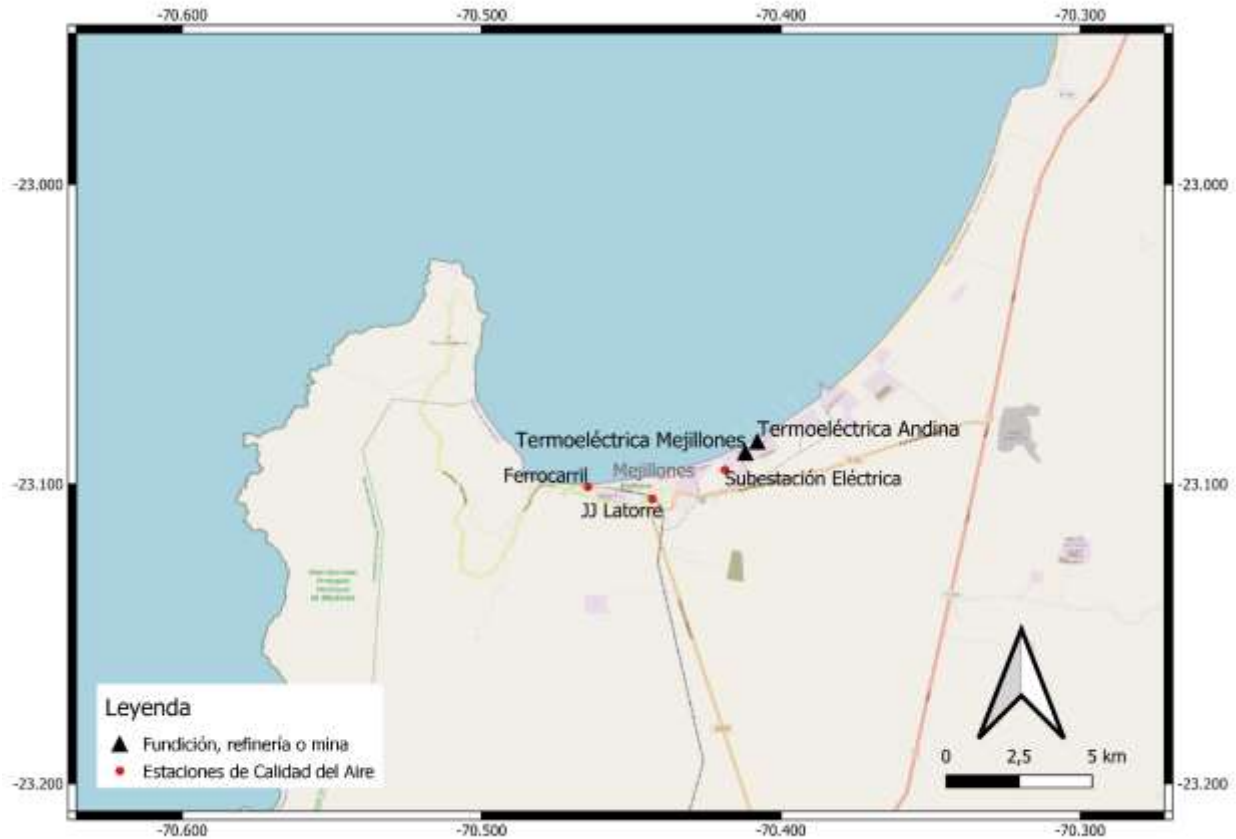 -70.600 -70.500 -70.400 -70.300
-23.000 -23.000
Termoeléctrica Mejillones Termoeléctrica Andina
Ferrocarril Mejillones Subestación Eléctrica
-23.100 -23.100
JJ Latorre
Leyenda
Fundición, refinería o mina
Estaciones de Calidad del Aire
0 2,5 5 km
-23.200 -23.200
-70.600 -70.500 -70.400 -70.300